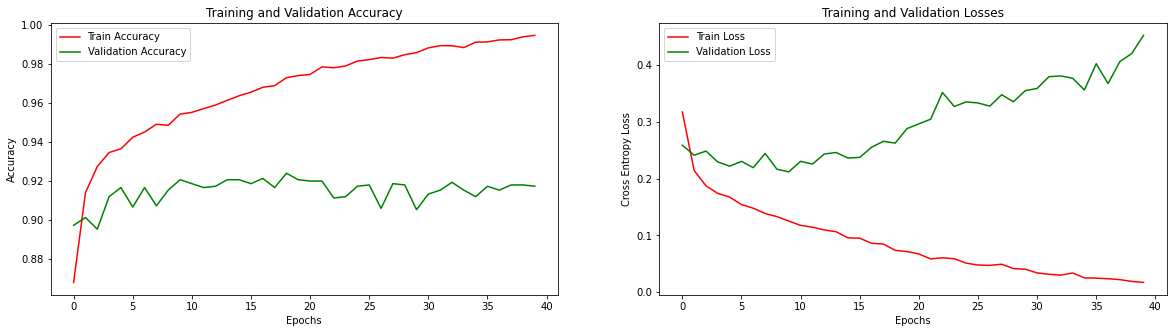 Training and Validation Accuracy
Train Accuracy
Validation Accuracy
1.00
0.98
0.96
0.94
0.92
0.90
0.88
Accuracy
0 5 10 15 20 25 30 35 40
Epochs
Training and Validation Losses
Train Loss
Validation Loss
0.4
0.3
0.2
0.1
0.0
Cross Entropy Loss
0 5 10 15 20 25 30 35 40
Epochs